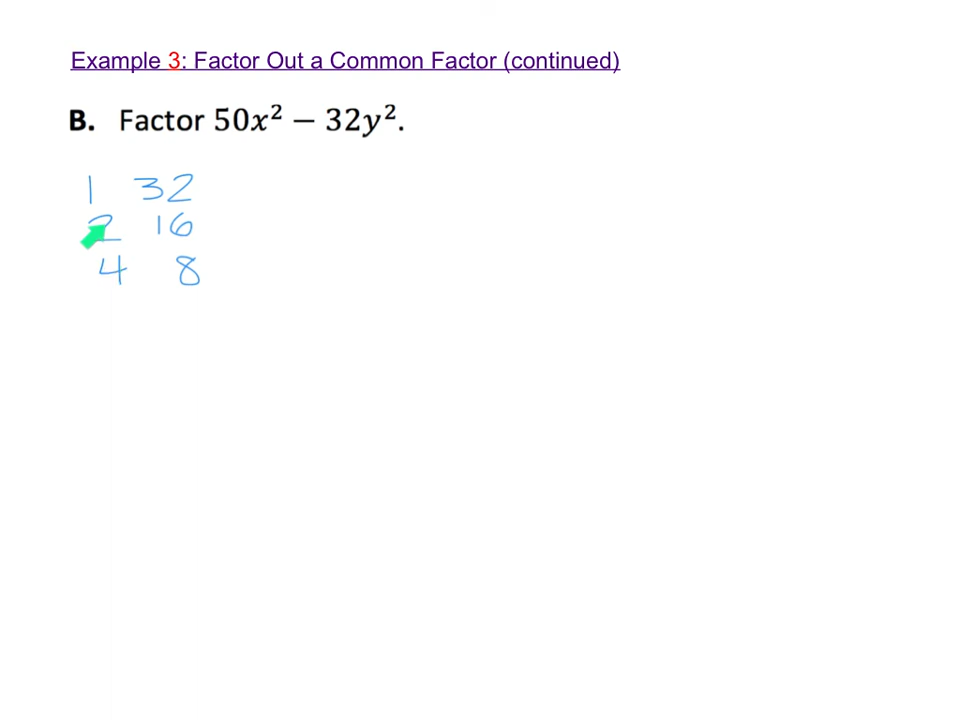 Example 3: Factor Out a Common Factor (continued)
B. Factor 50x² − 32y².
1 32
2 16
4 8